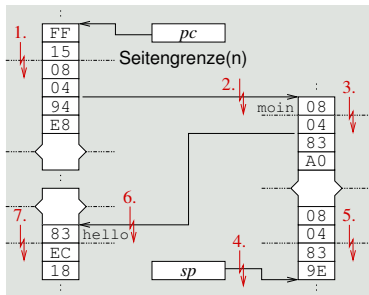 1.
FF
pc
15
Seitengrenze(n)
08
04
94
E8
2.
3.
moin
08
04
83
A0
6.
7.
83
hello
EC
18
4.
sp
08
04
5.
83
9E